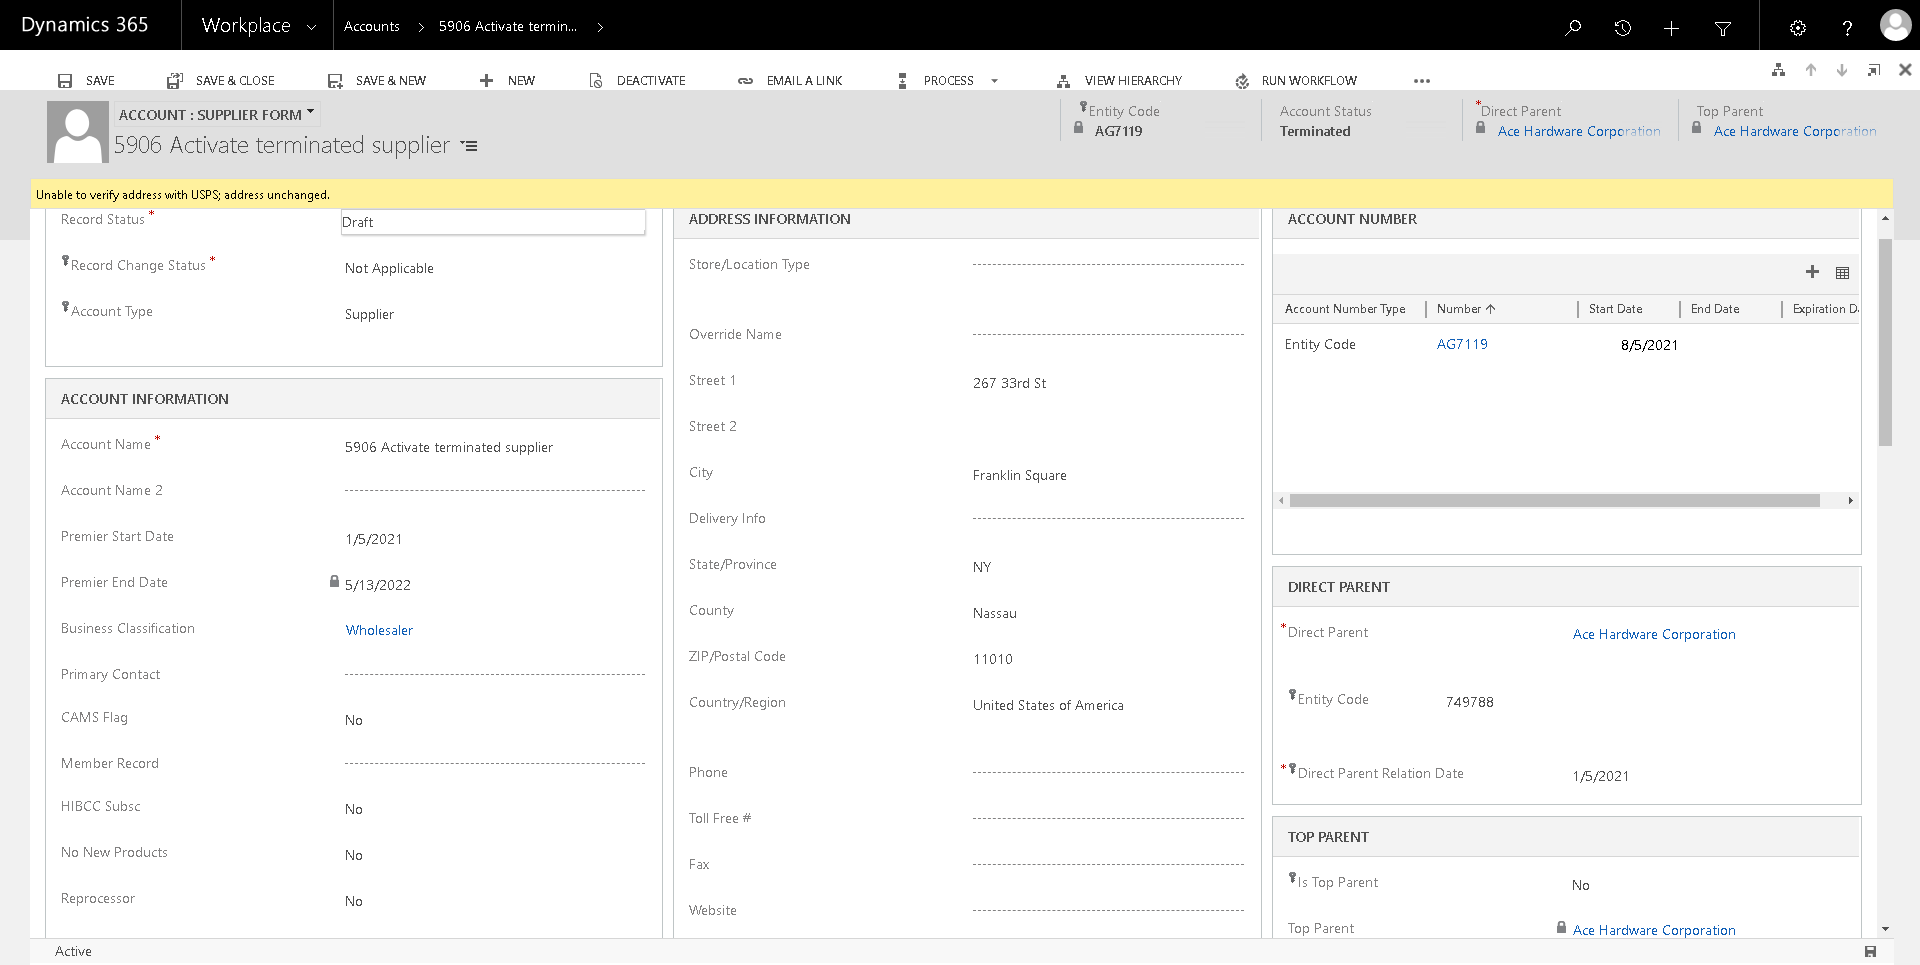 Dynamics 365
Workplace
Accounts
5906 Activate termin...
SAVE
SAVE & CLOSE
SAVE & NEW
NEW
DEACTIVATE
EMAIL A LINK
PROCESS
VIEW HIERARCHY
RUN WORKFLOW
ACCOUNT : SUPPLIER FORM
5906 Activate terminated supplier
Entity Code
AG7119
Account Status
Terminated
*Direct Parent
Ace Hardware Corporation
Top Parent
Ace Hardware Corporation
Unable to verify address with USPS; address unchanged.
Record Status *
Draft
Record Change Status *
Not Applicable
Account Type
Supplier
ACCOUNT INFORMATION
Account Name *
5906 Activate terminated supplier
Account Name 2
Premier Start Date
1/5/2021
Premier End Date
5/13/2022
Business Classification
Wholesaler
Primary Contact
CAMS Flag
No
Member Record
HIBCC Subsc
No
No New Products
No
Reprocessor
No
ADDRESS INFORMATION
Store/Location Type
Override Name
Street 1
267 33rd St
Street 2
City
Franklin Square
Delivery Info
State/Province
NY
County
Nassau
ZIP/Postal Code
11010
Country/Region
United States of America
Phone
Toll Free #
Fax
Website
ACCOUNT NUMBER
Account Number Type
Number
Start Date
End Date
Expiration D
Entity Code
AG7119
8/5/2021
DIRECT PARENT
*Direct Parent
Ace Hardware Corporation
Entity Code
749788
*Direct Parent Relation Date
1/5/2021
TOP PARENT
Is Top Parent
No
Top Parent
Ace Hardware Corporation
Active